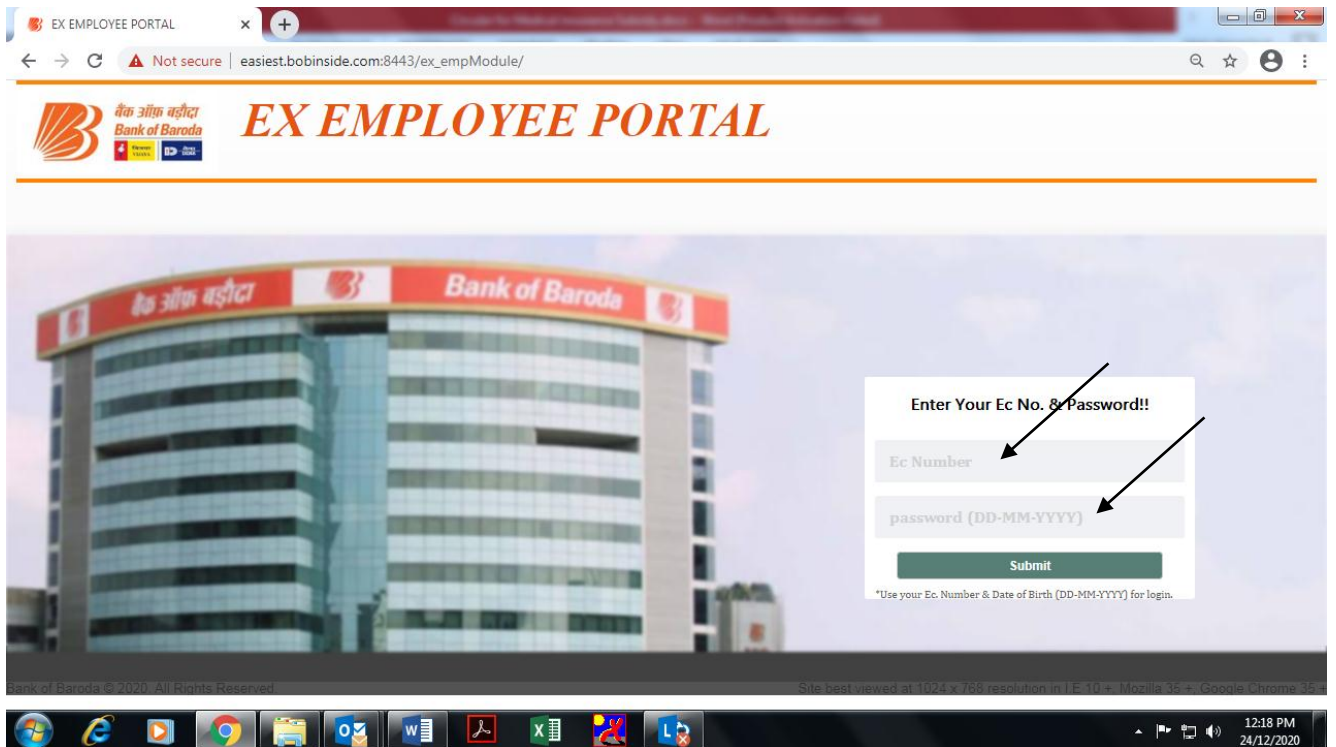 EX EMPLOYEE PORTAL
Not secure | easiest.bobinside.com:8443/ex_empModule/
बैंक ऑफ़ बड़ौदा
Bank of Baroda
EX EMPLOYEE PORTAL
बैंक ऑफ़ बड़ौदा Bank of Baroda
Enter Your Ec No. & Password!!
Ec Number
password (DD-MM-YYYY)
Submit
*Use your Ec. Number & Date of Birth (DD-MM-YYYY) for login.
Bank of Baroda © 2020. All Rights Reserved. Site best viewed at 1024 x 768 resolution in I.E 10 +, Mozilla 35 +, Google Chrome 35 +
12:18 PM
24/12/2020